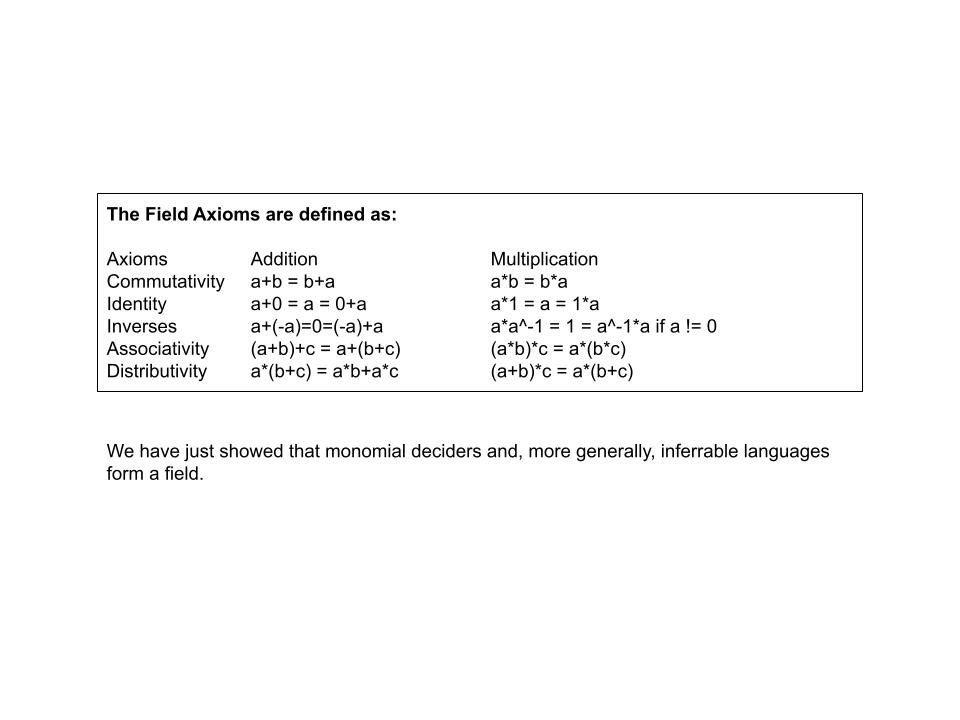 The Field Axioms are defined as:
Axioms Addition Multiplication
Commutativity a+b = b+a a*b = b*a
Identity a+0 = a = 0+a a*1 = a = 1*a
Inverses a+(-a)=0=(-a)+a a*a^-1 = 1 = a^-1*a if a != 0
Associativity (a+b)+c = a+(b+c) (a*b)*c = a*(b*c)
Distributivity a*(b+c) = a*b+a*c (a+b)*c = a*(b+c)
We have just showed that monomial deciders and, more generally, inferrable languages
form a field.